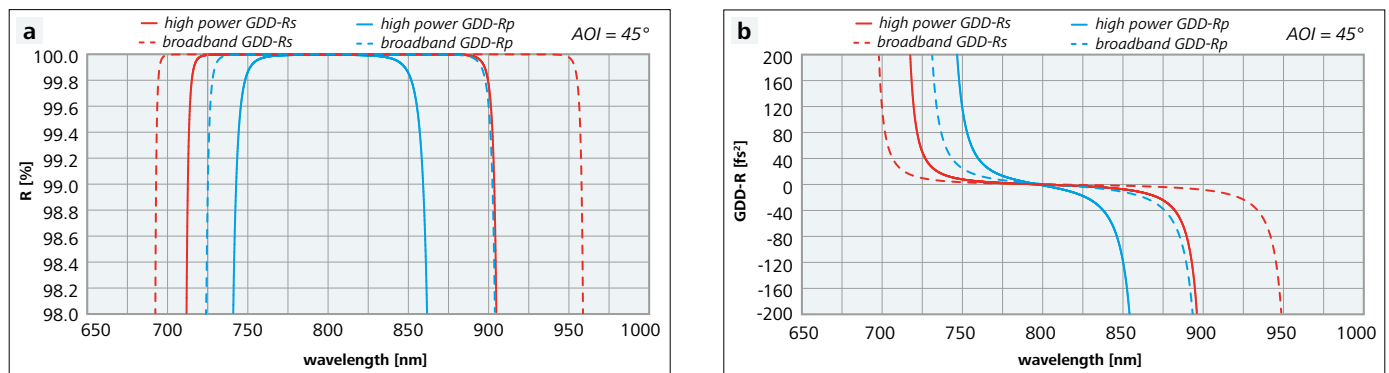 a
high power GDD-Rs
high power GDD-Rp
broadband GDD-Rs
broadband GDD-Rp
AOI = 45°
100.0
99.8
99.6
99.4
99.2
99.0
98.8
98.6
98.4
98.2
98.0
R [%]
650 700 750 800 850 900 950 1000
wavelength [nm]
b
high power GDD-Rs
high power GDD-Rp
broadband GDD-Rs
broadband GDD-Rp
AOI = 45°
200
160
120
80
40
0
-40
-80
-120
-160
-200
GDD-R [fs²]
650 700 750 800 850 900 950 1000
wavelength [nm]